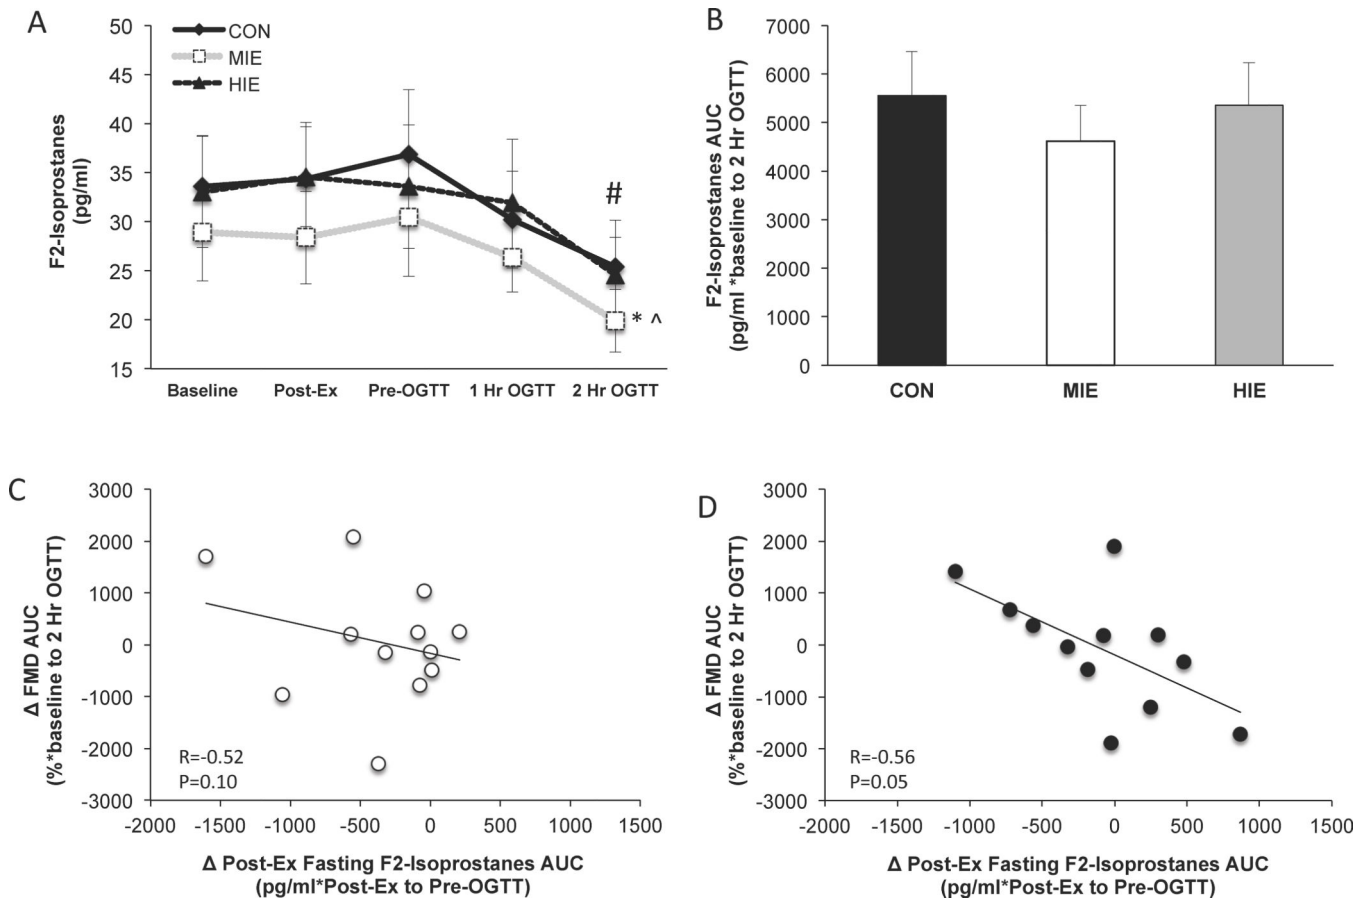 A
F2-Isoprostanes
(pg/ml)
50
45
40
35
30
25
20
15
CON
MIE
HIE
#
* ^
Baseline Post-Ex Pre-OGTT 1 Hr OGTT 2 Hr OGTT
B
F2-Isoprostanes AUC
(pg/ml *baseline to 2 Hr OGTT)
7000
6000
5000
4000
3000
2000
1000
0
CON MIE HIE
C
Δ FMD AUC
(%*baseline to 2 Hr OGTT)
3000
2000
1000
0
-1000
-2000
-3000
R=-0.52
P=0.10
-2000 -1500 -1000 -500 0 500 1000 1500
Δ Post-Ex Fasting F2-Isoprostanes AUC
(pg/ml*Post-Ex to Pre-OGTT)
D
Δ FMD AUC
(%*baseline to 2 Hr OGTT)
3000
2000
1000
0
-1000
-2000
-3000
R=-0.56
P=0.05
-2000 -1500 -1000 -500 0 500 1000 1500
Δ Post-Ex Fasting F2-Isoprostanes AUC
(pg/ml*Post-Ex to Pre-OGTT)